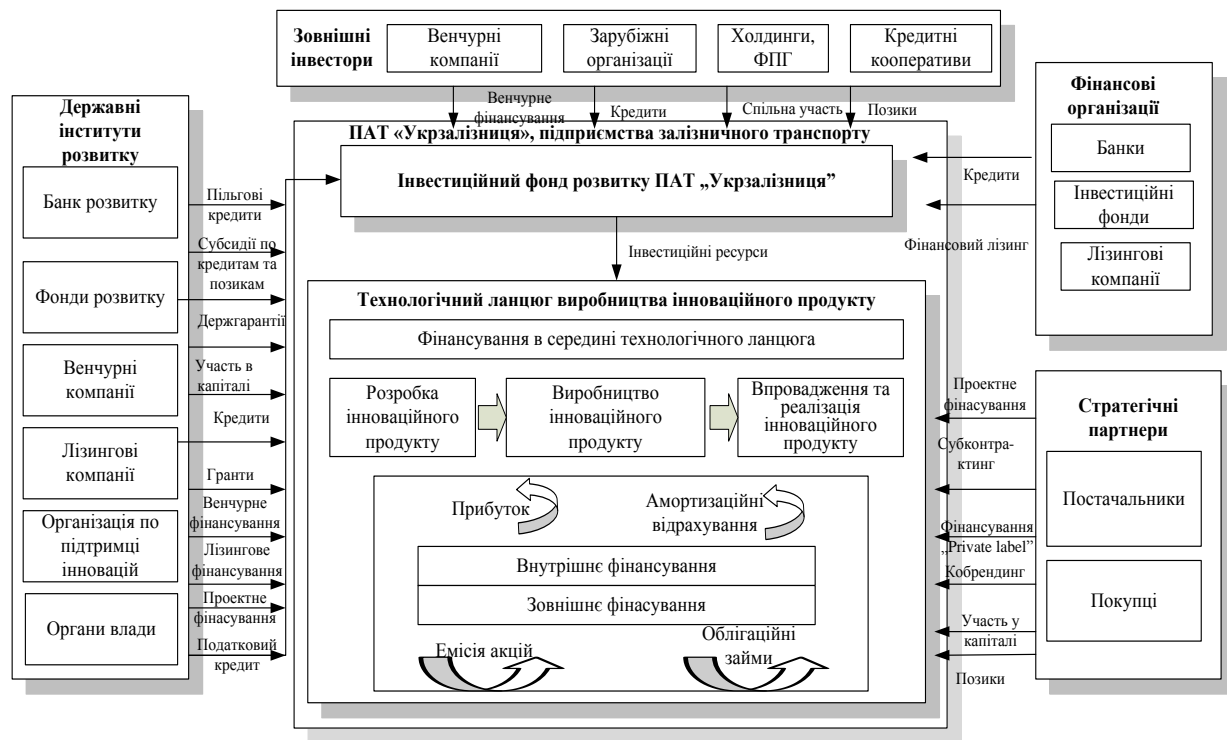 Зовнішні
інвестори
Венчурні
компанії
Зарубіжні
організації
Холдинги,
ФПГ
Кредитні
кооперативи
Венчурне
фінансування
Кредити
Спільна участь
Позики
Державні
інститути
розвитку
Банк розвитку
Фонди розвитку
Венчурні
компанії
Лізингові
компанії
Організація по
підтримці
інновацій
Органи влади
Пільгові
кредити
Субсидії по
кредитам та
позикам
Держгарантії
Участь в
капіталі
Кредити
Гранти
Венчурне
фінансування
Лізингове
фінансування
Проектне
фінасування
Податковий
кредит
ПАТ «Укрзалізниця», підприємства залізничного транспорту
Інвестиційний фонд розвитку ПАТ „Укрзалізниця”
Інвестиційні ресурси
Технологічний ланцюг виробництва інноваційного продукту
Фінансування в середині технологічного ланцюга
Розробка
інноваційного
продукту
Виробництво
інноваційного
продукту
Впровадження та
реалізація
інноваційного
продукту
Прибуток
Амортизаційні
відрахування
Внутрішнє фінансування
Зовнішнє фінасування
Емісія акцій
Облігаційні
займи
Фінансові
організації
Банки
Інвестиційні
фонди
Лізингові
компанії
Кредити
Фінансовий лізинг
Стратегічні
партнери
Постачальники
Покупці
Проектне
фінасування
Субконтра-
ктинг
Фінансування
„Private label”
Кобрендинг
Участь у
капіталі
Позики